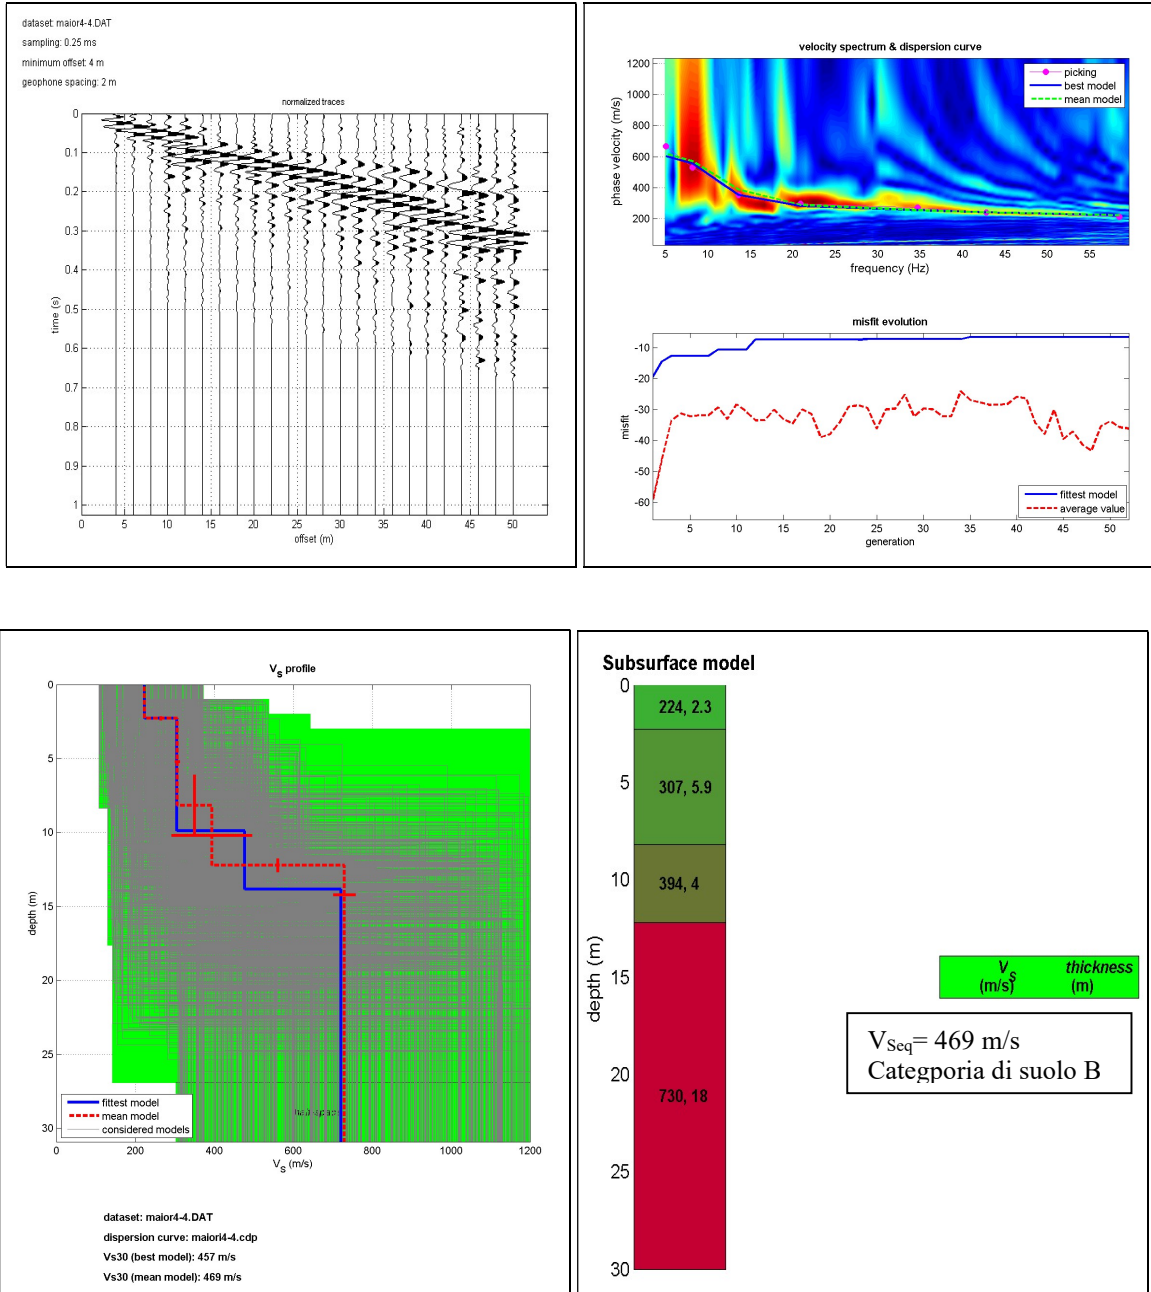 dataset: maior4-4.DAT
sampling: 0.25 ms
minimum offset: 4 m
geophone spacing: 2 m
normalized traces
0
0.1
0.2
0.3
0.4
0.5
0.6
0.7
0.8
0.9
1
time (s)
0 5 10 15 20 25 30 35 40 45 50
offset (m)
velocity spectrum & dispersion curve
1200
1000
800
600
400
200
phase velocity (m/s)
picking
best model
mean model
5 10 15 20 25 30 35 40 45 50 55
frequency (Hz)
misfit evolution
-10
-20
-30
-40
-50
-60
misfit
fittest model
average value
5 10 15 20 25 30 35 40 45 50
generation
VS profile
0
5
10
15
20
25
30
depth (m)
fittest model
mean model
considered models
0 200 400 600 800 1000 1200
VS (m/s)
dataset: maior4-4.DAT
dispersion curve: maiori4-4.cdp
Vs30 (best model): 457 m/s
Vs30 (mean model): 469 m/s
Subsurface model
0
5
10
15
20
25
30
depth (m)
224, 2.3
307, 5.9
394, 4
730, 18
VS thickness
(m/s) (m)
VSeq= 469 m/s
Categporia di suolo B